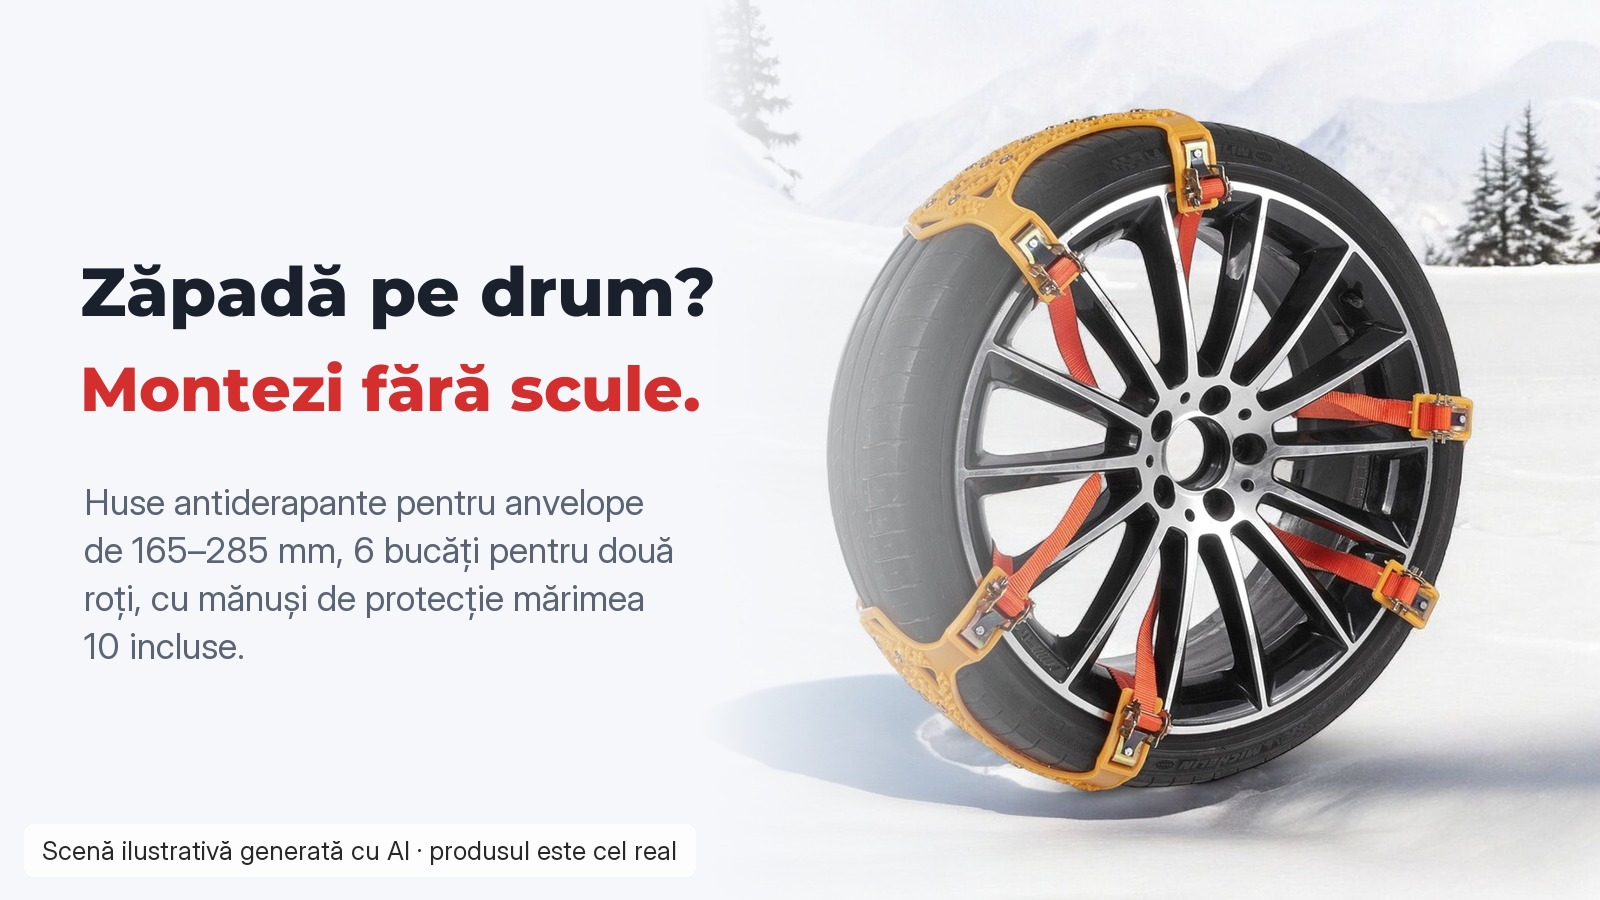 Zăpadă pe drum?
Montezi fără scule.
Huse antiderapante pentru anvelope
de 165–285 mm, 6 bucăți pentru două
roți, cu mănuși de protecție mărimea
10 incluse.
Scenă ilustrativă generată cu AI · produsul este cel real
MICHELIN